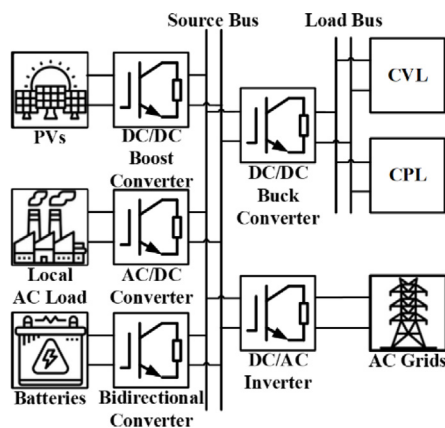 Source Bus
Load Bus
PVs
DC/DC
Boost
Converter
DC/DC
Buck
Converter
CVL
CPL
Local
AC Load
AC/DC
Converter
DC/AC
Inverter
AC Grids
Batteries
Bidirectional
Converter